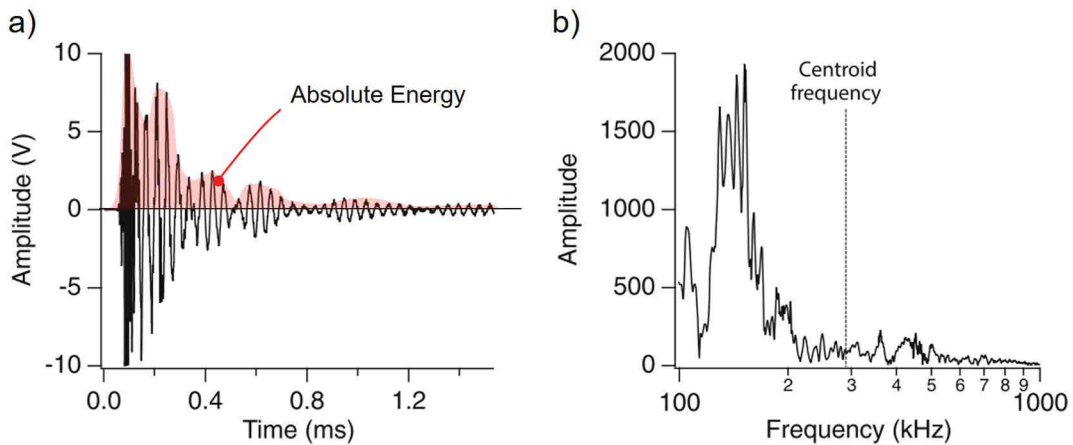 a)
Amplitude (V)
10
5
0
-5
-10
Absolute Energy
0.0 0.4 0.8 1.2
Time (ms)
b)
Amplitude
2000
1500
1000
500
0
Centroid
frequency
100 2 3 4 5 6 7 8 9 1000
Frequency (kHz)